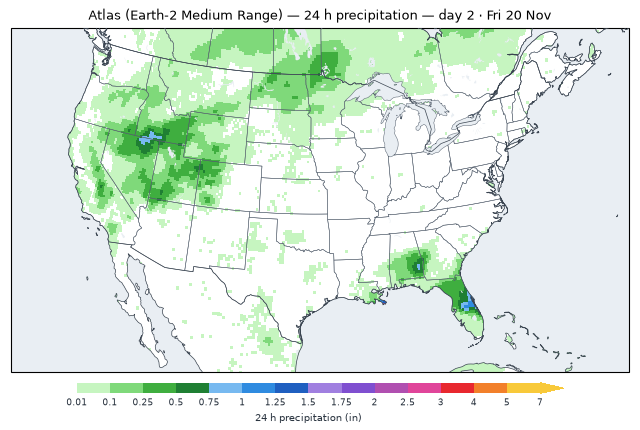 Atlas (Earth-2 Medium Range) — 24 h precipitation — day 2 · Fri 20 Nov
0.01 0.1 0.25 0.5 0.75 1 1.25 1.5 1.75 2 2.5 3 4 5 7
24 h precipitation (in)